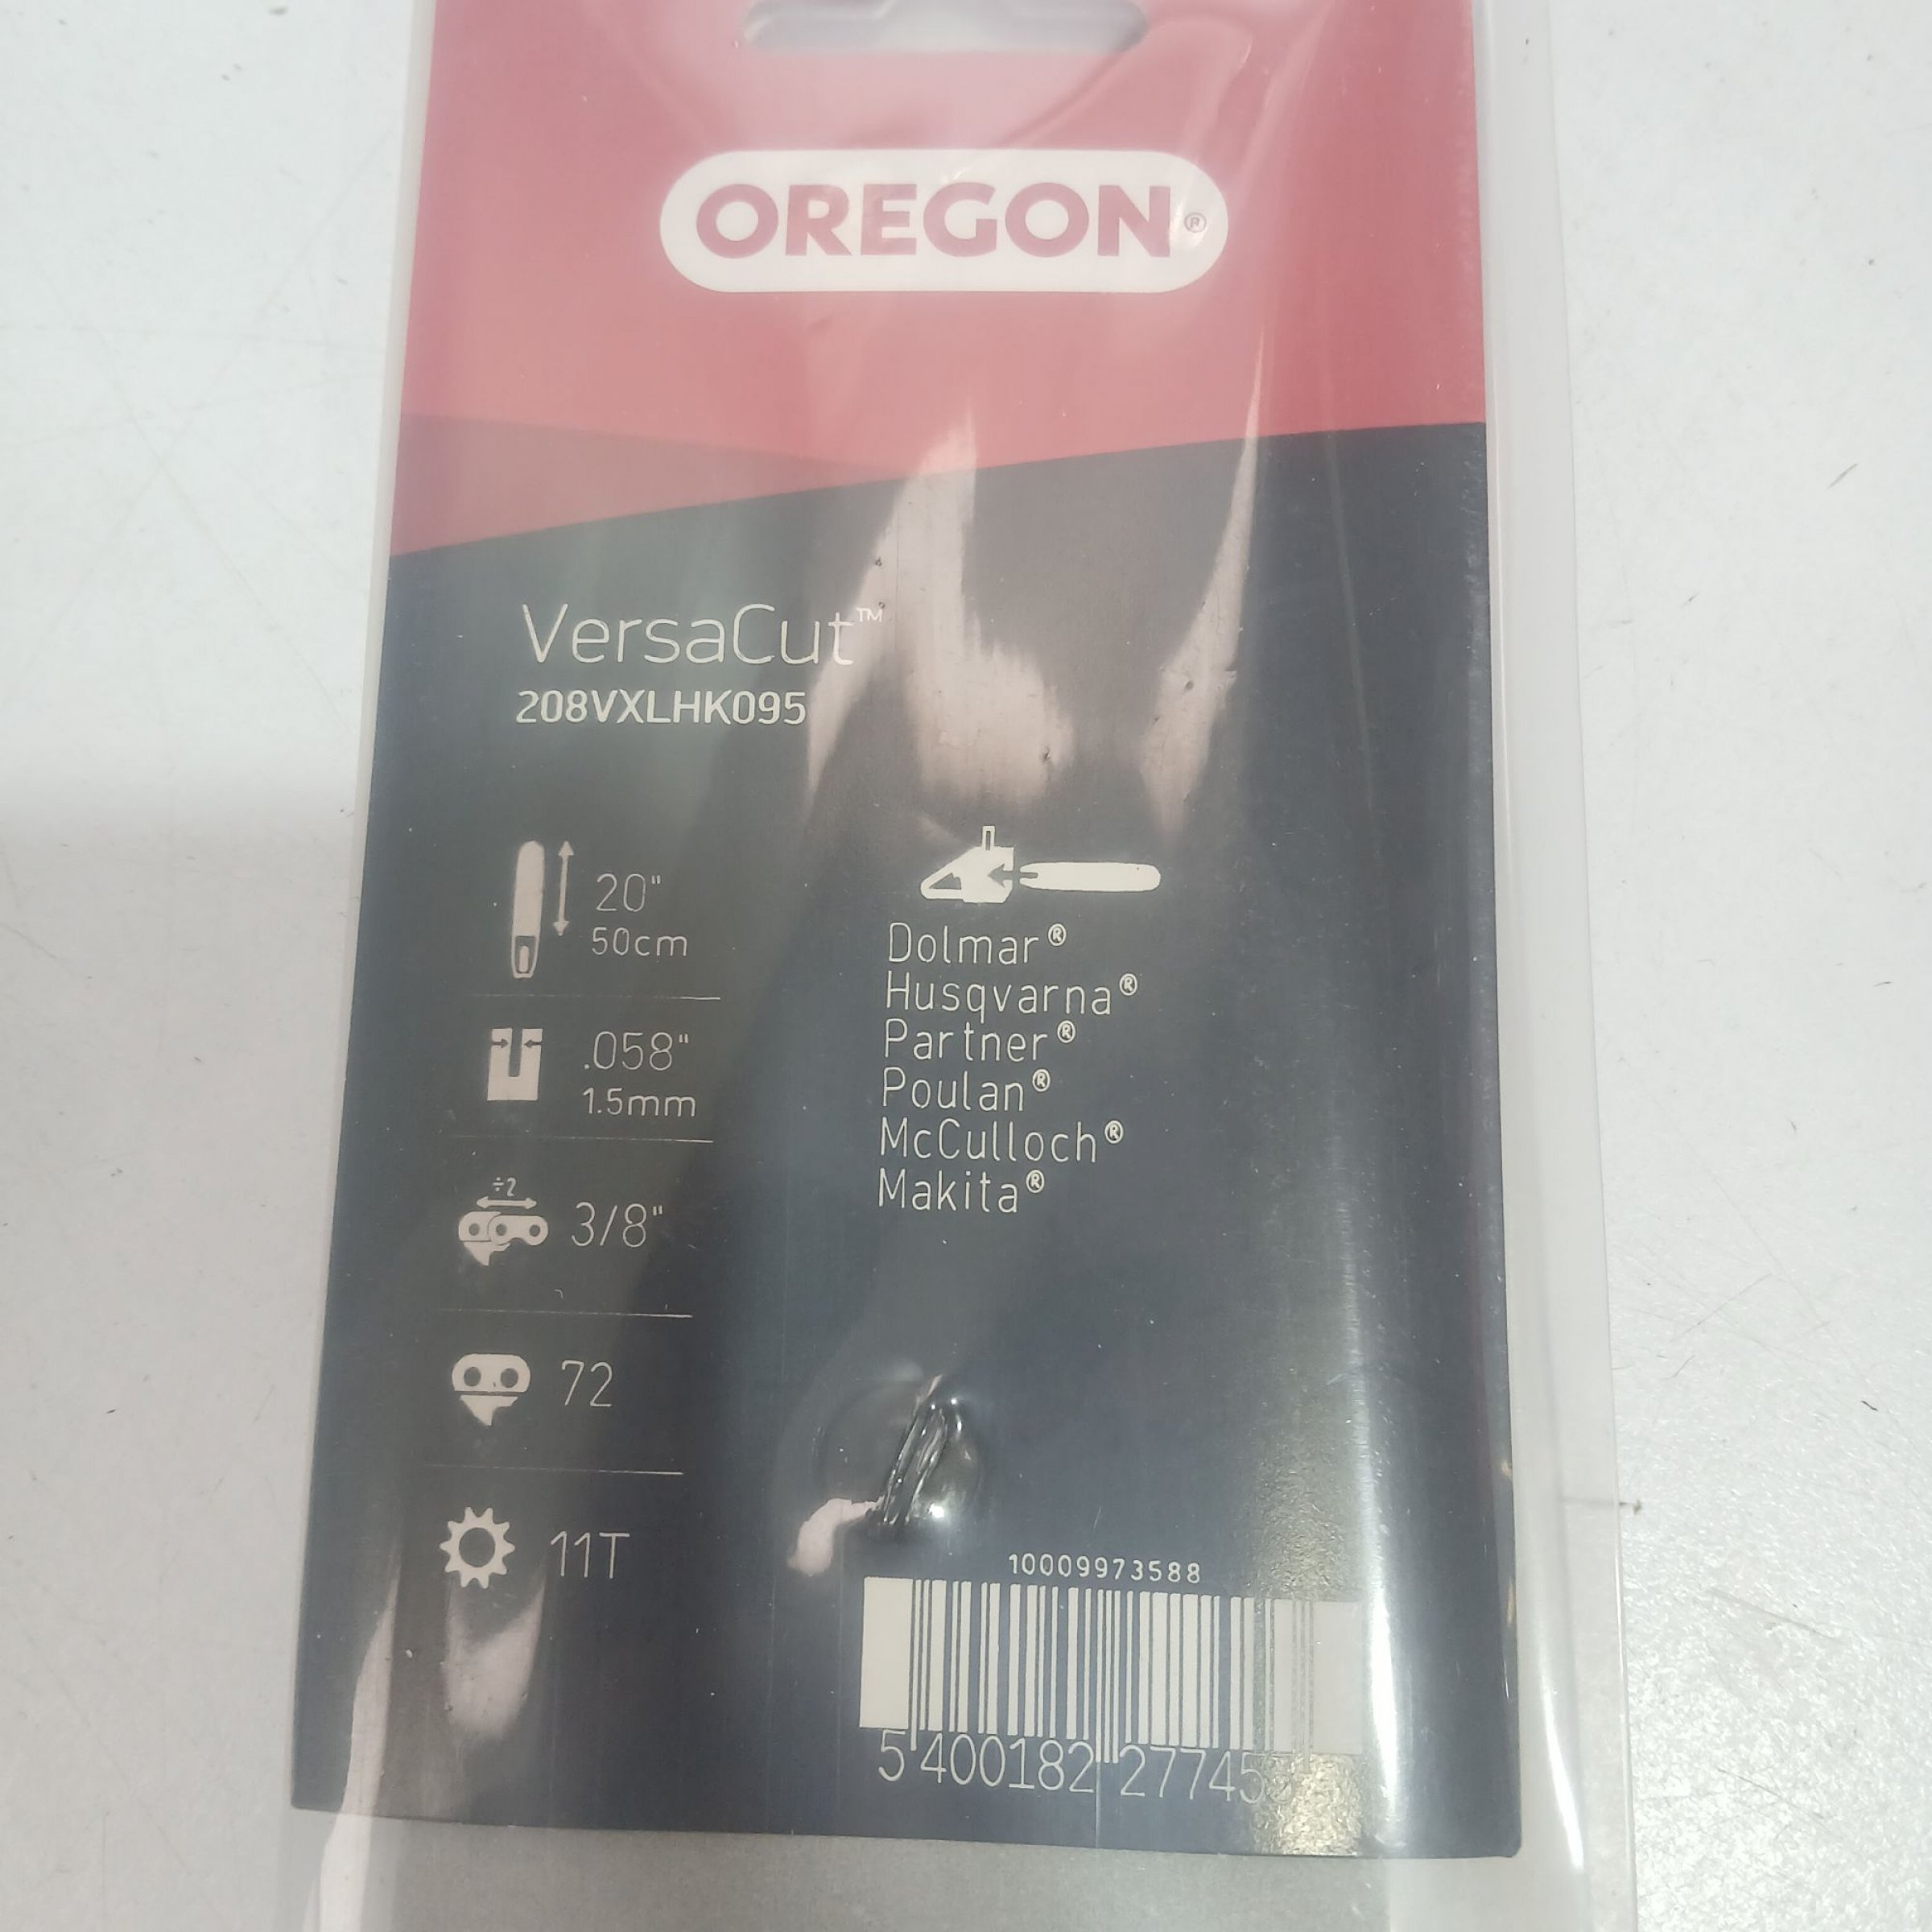 OREGON®
VersaCut™
208VXLHK095
20"
50cm
.058"
1.5mm
÷2
3/8"
72
11T
Dolmar®
Husqvarna®
Partner®
Poulan®
McCulloch®
Makita®
10009973588
5 400182